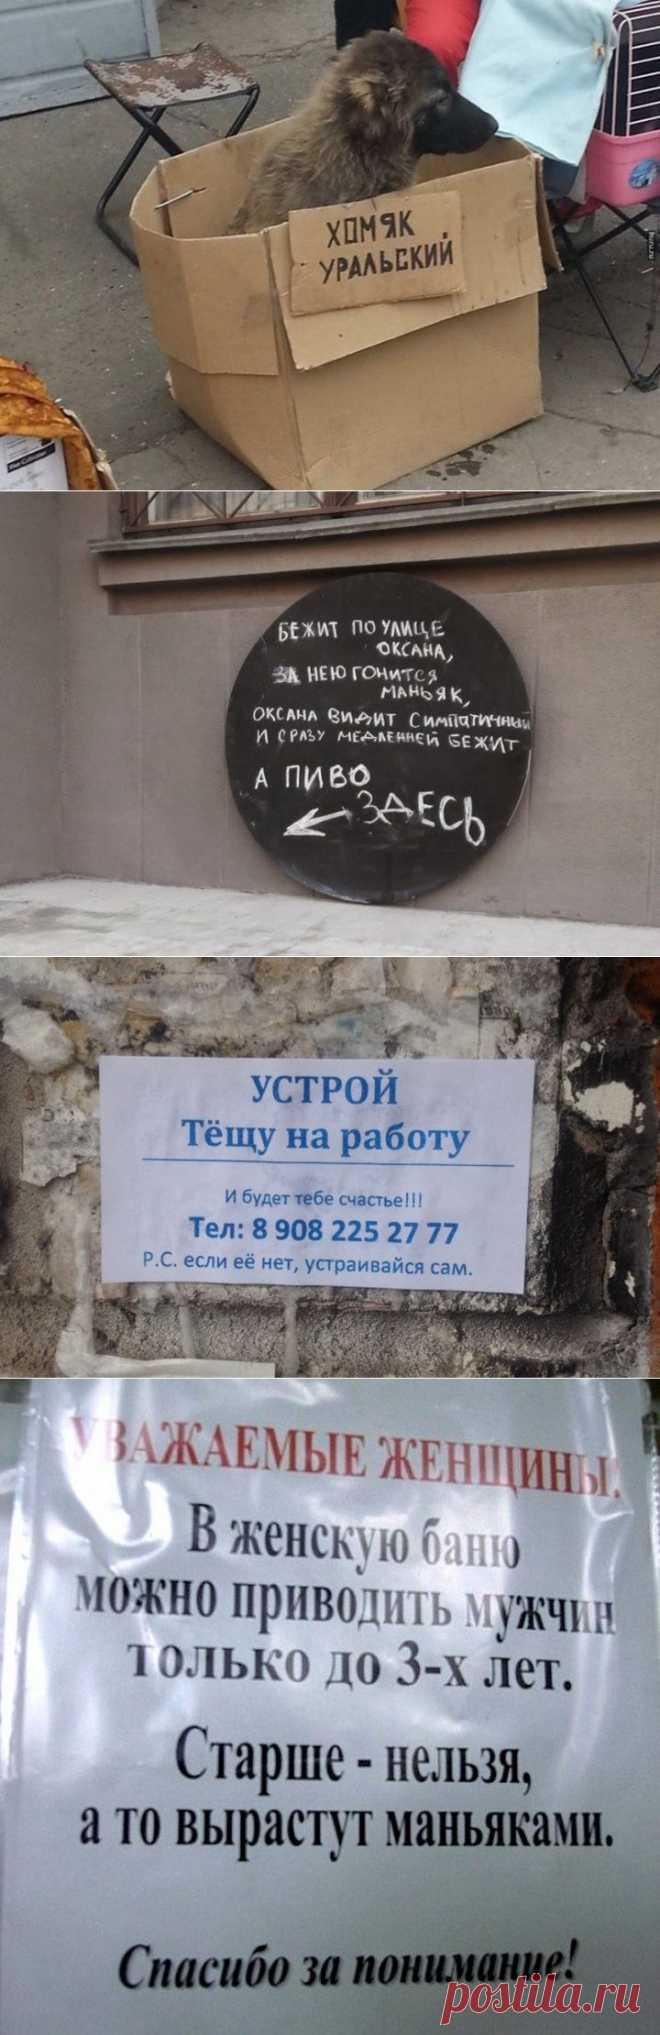 ХОМЯК
УРАЛЬСКИЙ
БЕЖИТ ПО УЛИЦЕ
ОКСАНА,
ЗА НЕЮ ГОНИТСЯ
МАНЬЯК,
ОКСАНА ВИДИТ СИМПАТИЧНЫЙ
И СРАЗУ МЕДЛЕННЕЙ БЕЖИТ
А ПИВО
ЗДЕСЬ
УСТРОЙ
Тёщу на работу
И будет тебе счастье!!!
Тел: 8 908 225 27 77
P.C. если её нет, устраивайся сам.
УВАЖАЕМЫЕ ЖЕНЩИНЫ!
В женскую баню
можно приводить мужчин
только до 3-х лет.
Старше - нельзя,
а то вырастут маньяками.
Спасибо за понимание!
postila.ru